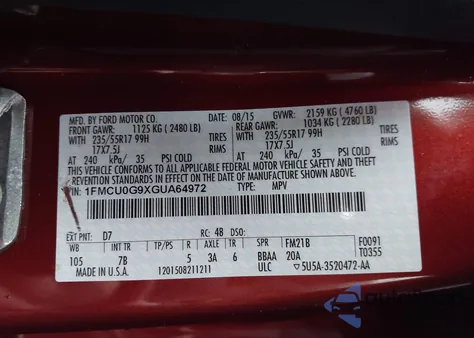 MFD. BY FORD MOTOR CO. DATE: 08/15 GVWR: 2159 KG (4760 LB)
FRONT GAWR: 1125 KG (2480 LB) REAR GAWR: 1034 KG (2280 LB)
235/55R17 99H 235/55R17 99H
17X7.5J 17X7.5J
AT 240 kPa/ 35 PSI COLD AT 240 kPa/ 35 PSI COLD
THIS VEHICLE CONFORMS TO ALL APPLICABLE FEDERAL MOTOR VEHICLE SAFETY AND THEFT
PREVENTION STANDARDS IN EFFECT ON THE DATE OF MANUFACTURE SHOWN ABOVE.
VIN: 1FMCU0G9XGUA64972 TYPE: MPV
EXT PNT: D7 RC: 48 DSO: F0091
WB INT TR TP/PS R AXLE TR SPR FM21B T0355
105 7B 5 3A 6 BBAA 20A
MADE IN U.S.A. 1201508211211 ULC 5U5A-3520472-AA